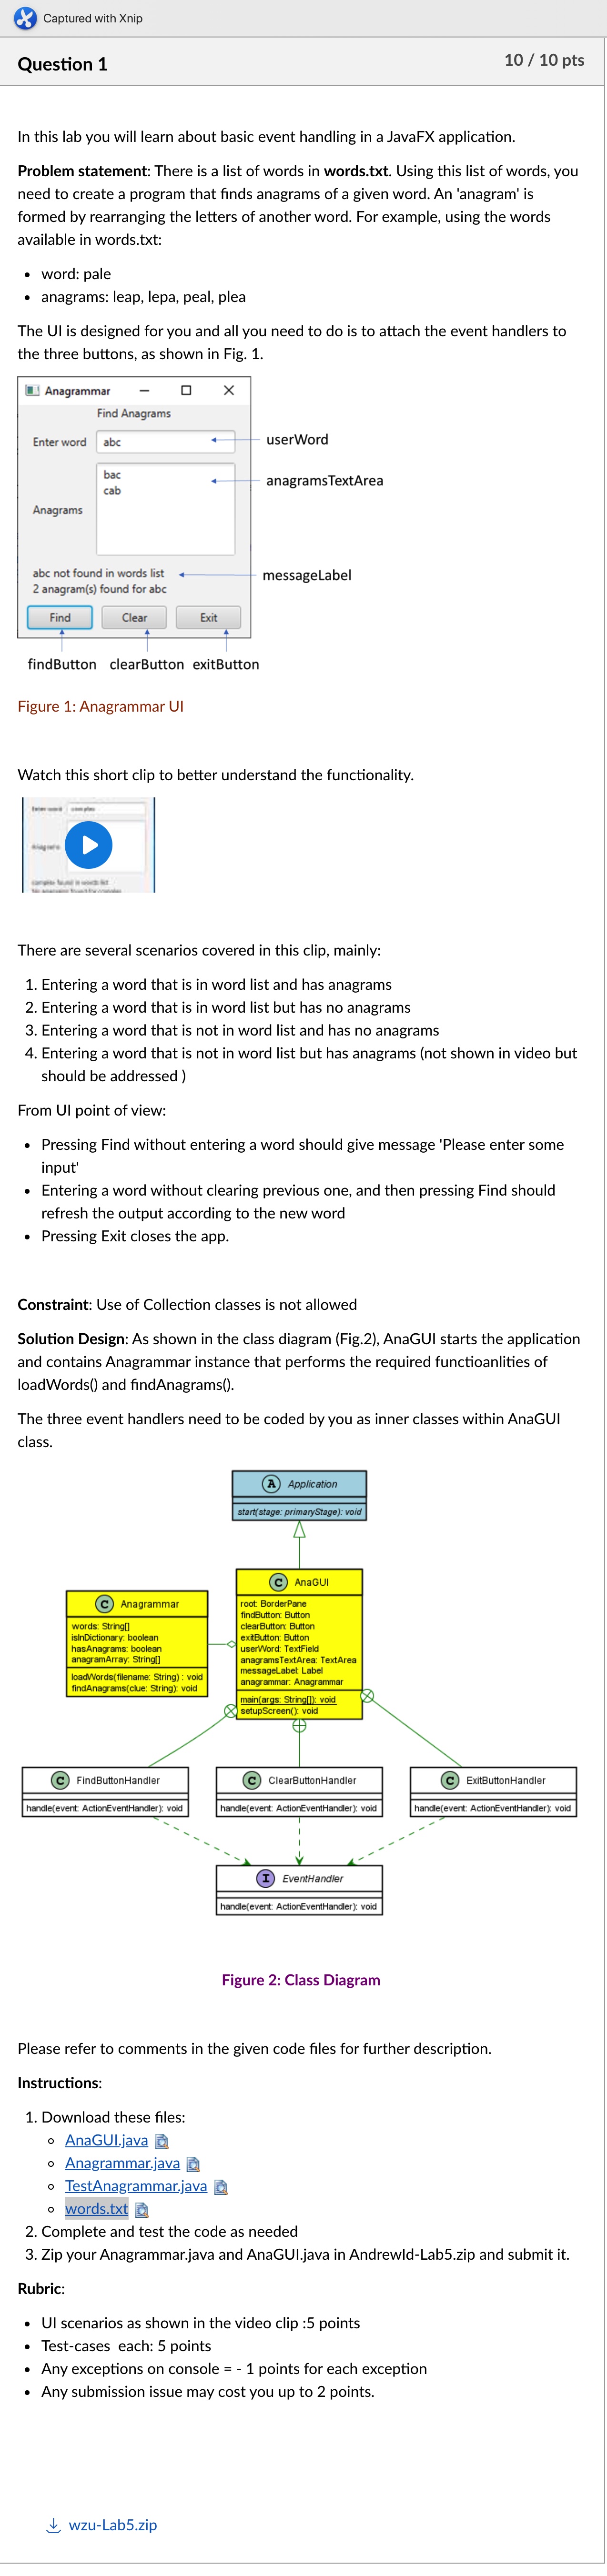 Captured with Xnip
Question 1
10 / 10 pts
In this lab you will learn about basic event handling in a JavaFX application.
Problem statement: There is a list of words in words.txt. Using this list of words, you
need to create a program that finds anagrams of a given word. An 'anagram' is
formed by rearranging the letters of another word. For example, using the words
available in words.txt:
• word: pale
• anagrams: leap, lepa, peal, plea
The UI is designed for you and all you need to do is to attach the event handlers to
the three buttons, as shown in Fig. 1.
Anagrammar
Find Anagrams
Enter word abc
userWord
bac
cab
anagramsTextArea
Anagrams
abc not found in words list
2 anagram(s) found for abc
messageLabel
Find Clear Exit
findButton clearButton exitButton
Figure 1: Anagrammar UI
Watch this short clip to better understand the functionality.
Enter word complex
Anagrams
complex found in words list
No anagrams found for complex
There are several scenarios covered in this clip, mainly:
1. Entering a word that is in word list and has anagrams
2. Entering a word that is in word list but has no anagrams
3. Entering a word that is not in word list and has no anagrams
4. Entering a word that is not in word list but has anagrams (not shown in video but
should be addressed )
From UI point of view:
• Pressing Find without entering a word should give message 'Please enter some
input'
• Entering a word without clearing previous one, and then pressing Find should
refresh the output according to the new word
• Pressing Exit closes the app.
Constraint: Use of Collection classes is not allowed
Solution Design: As shown in the class diagram (Fig.2), AnaGUI starts the application
and contains Anagrammar instance that performs the required functioanlities of
loadWords() and findAnagrams().
The three event handlers need to be coded by you as inner classes within AnaGUI
class.
A Application
start(stage: primaryStage): void
C AnaGUI
root: BorderPane
findButton: Button
clearButton: Button
exitButton: Button
userWord: TextField
anagramsTextArea: TextArea
messageLabel: Label
anagrammar: Anagrammar
main(args: String[]): void
setupScreen(): void
C Anagrammar
words: String[]
isInDictionary: boolean
hasAnagrams: boolean
anagramArray: String[]
loadWords(filename: String) : void
findAnagrams(clue: String): void
C FindButtonHandler
handle(event: ActionEventHandler): void
C ClearButtonHandler
handle(event: ActionEventHandler): void
C ExitButtonHandler
handle(event: ActionEventHandler): void
I EventHandler
handle(event: ActionEventHandler): void
Figure 2: Class Diagram
Please refer to comments in the given code files for further description.
Instructions:
1. Download these files:
AnaGUI.java
Anagrammar.java
TestAnagrammar.java
words.txt
2. Complete and test the code as needed
3. Zip your Anagrammar.java and AnaGUI.java in AndrewId-Lab5.zip and submit it.
Rubric:
• UI scenarios as shown in the video clip :5 points
• Test-cases each: 5 points
• Any exceptions on console = - 1 points for each exception
• Any submission issue may cost you up to 2 points.
wzu-Lab5.zip